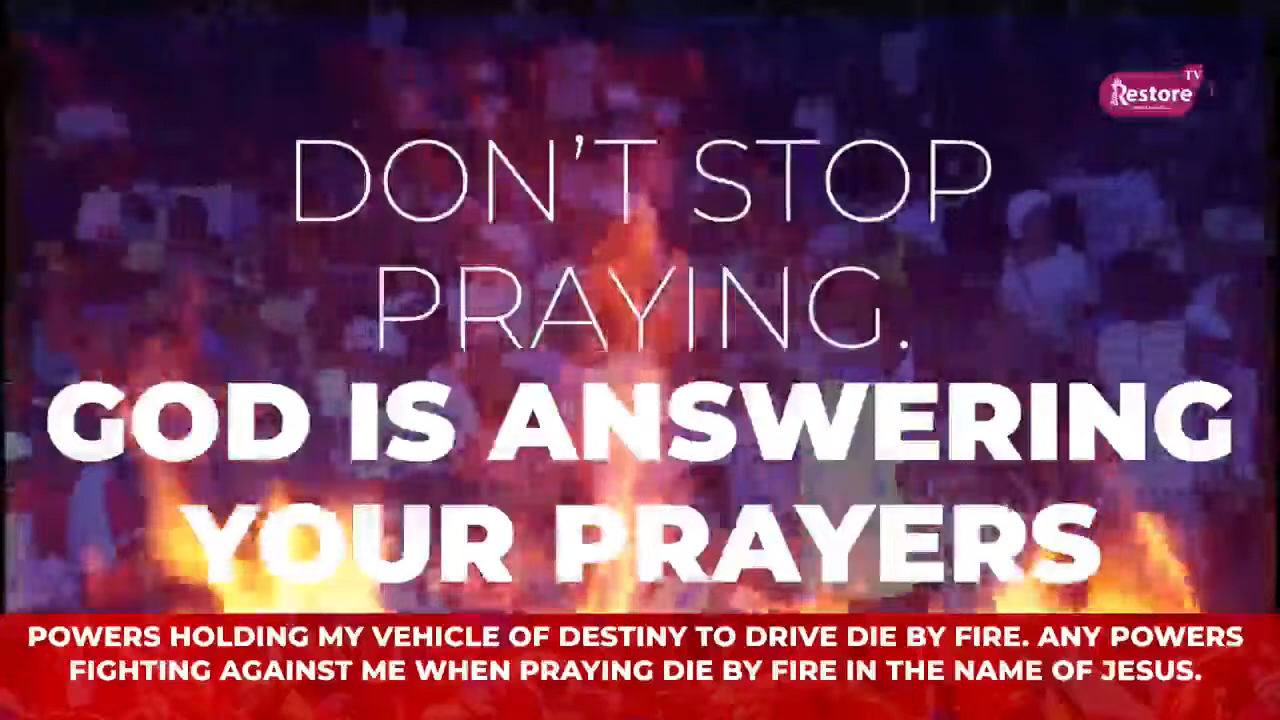 TV
Restore
DON'T STOP
PRAYING.
GOD IS ANSWERING
YOUR PRAYERS
POWERS HOLDING MY VEHICLE OF DESTINY TO DRIVE DIE BY FIRE. ANY POWERS
FIGHTING AGAINST ME WHEN PRAYING DIE BY FIRE IN THE NAME OF JESUS.